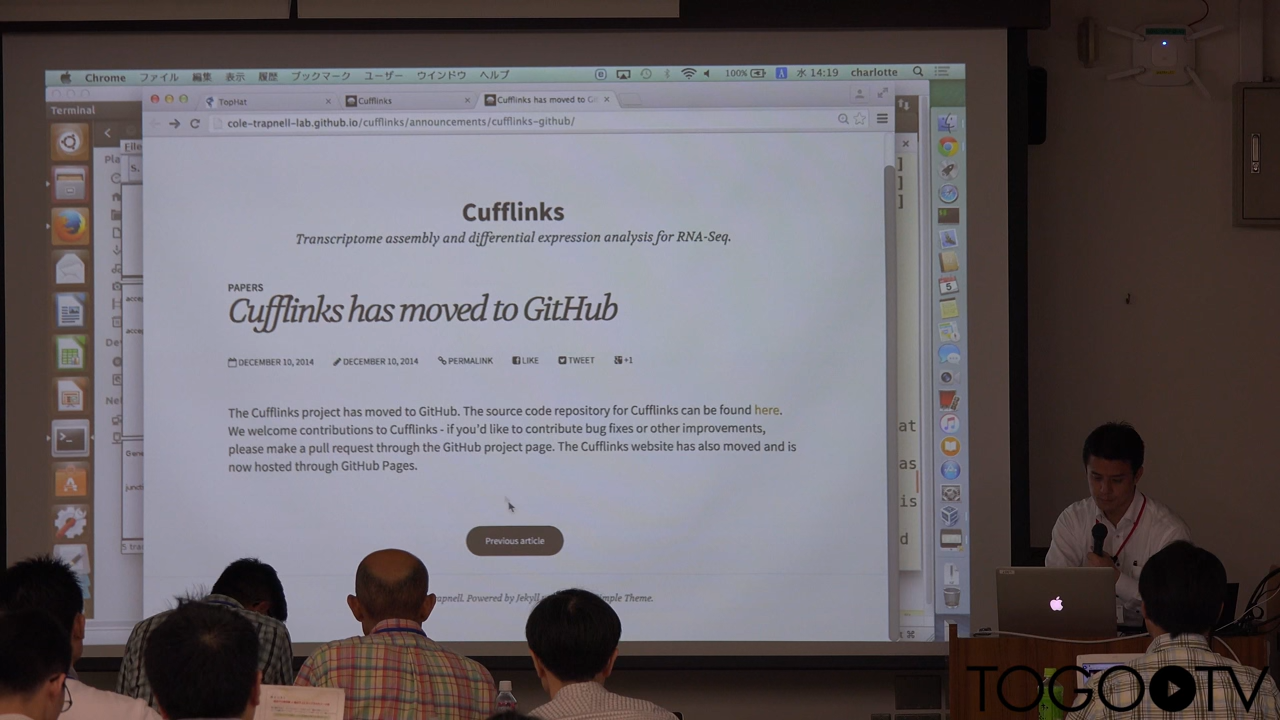 Chrome ファイル 編集 表示 履歴 ブックマーク ユーザー ウインドウ ヘルプ 100% 水 14:19 charlotte
Terminal
TopHat
Cufflinks
Cufflinks has moved to
cole-trapnell-lab.github.io/cufflinks/announcements/cufflinks-github/
File
Cufflinks
Transcriptome assembly and differential expression analysis for RNA-Seq.
PAPERS
Cufflinks has moved to GitHub
DECEMBER 10, 2014 DECEMBER 10, 2014 PERMALINK LIKE TWEET +1
The Cufflinks project has moved to GitHub. The source code repository for Cufflinks can be found here.
We welcome contributions to Cufflinks - if you'd like to contribute bug fixes or other improvements,
please make a pull request through the GitHub project page. The Cufflinks website has also moved and is
now hosted through GitHub Pages.
at
as
is
d
5
Previous article
Powered by Jekyll
Theme.
TOGOTV